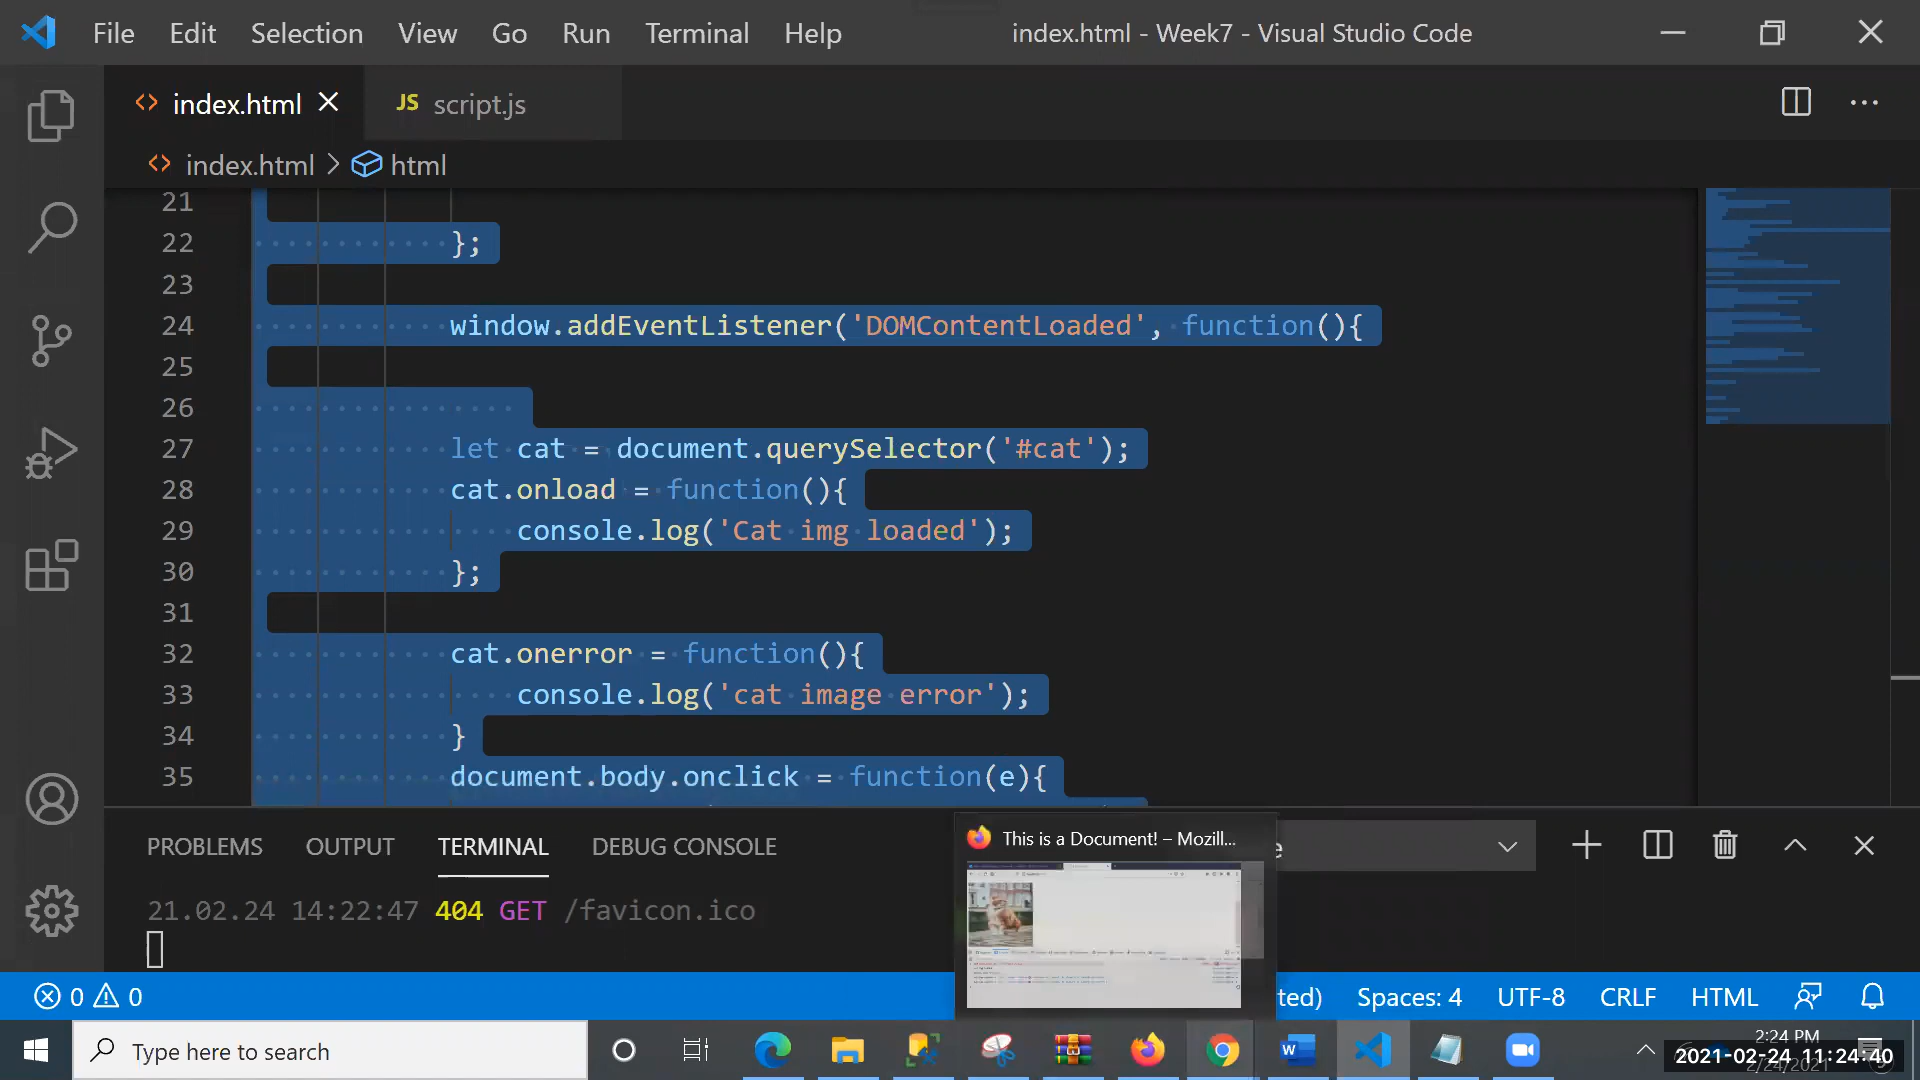 File Edit Selection View Go Run Terminal Help index.html - Week7 - Visual Studio Code
index.html JS script.js
index.html > html
21
22 };
23
24 window.addEventListener('DOMContentLoaded', function(){
25
26
27 let cat = document.querySelector('#cat');
28 cat.onload = function(){
29 console.log('Cat img loaded');
30 };
31
32 cat.onerror = function(){
33 console.log('cat image error');
34 }
35 document.body.onclick = function(e){
PROBLEMS OUTPUT TERMINAL DEBUG CONSOLE
This is a Document! – Mozill...
21.02.24 14:22:47 404 GET /favicon.ico
0 0 ted) Spaces: 4 UTF-8 CRLF HTML
Type here to search
2:24 PM
2021-02-24 11:24:40